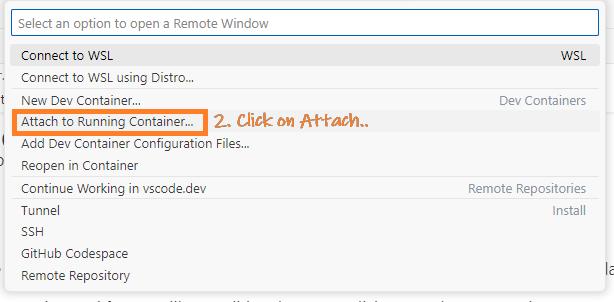 Select an option to open a Remote Window
Connect to WSL WSL
Connect to WSL using Distro...
New Dev Container... Dev Containers
Attach to Running Container... 2. Click on Attach..
Add Dev Container Configuration Files...
Reopen in Container
Continue Working in vscode.dev Remote Repositories
Tunnel Install
SSH
GitHub Codespace
Remote Repository